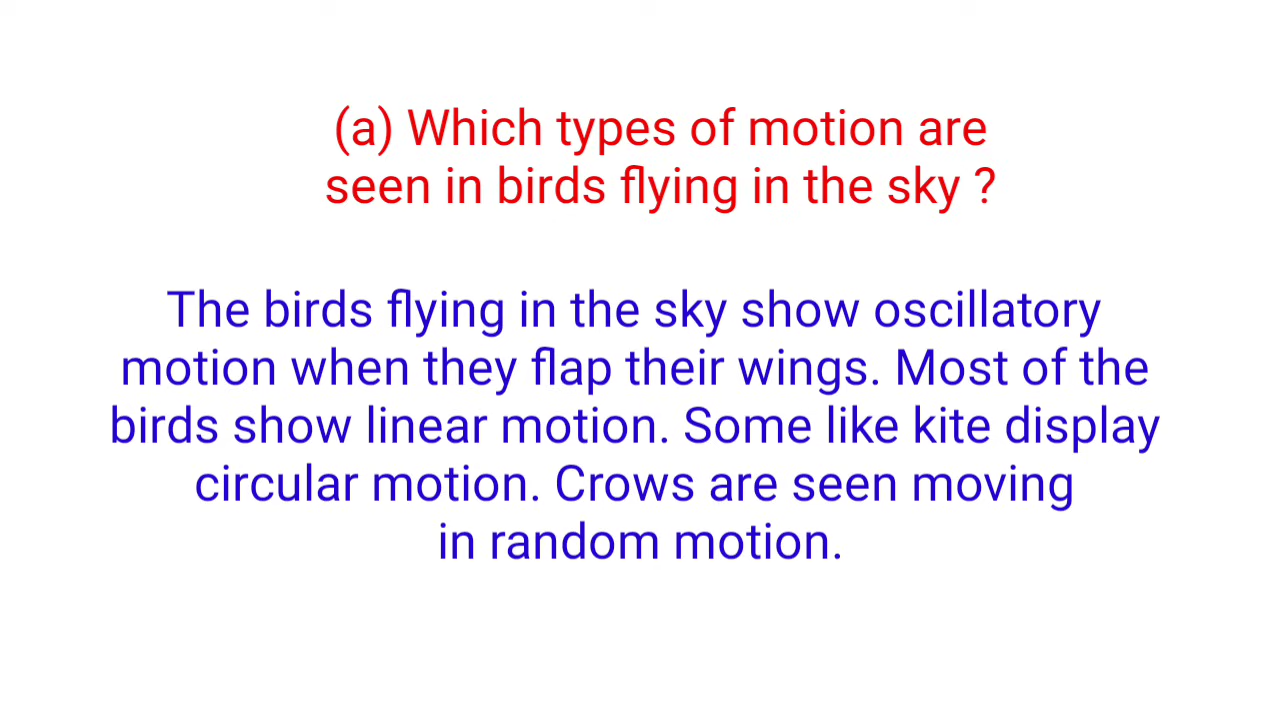 (a) Which types of motion are
seen in birds flying in the sky ?
The birds flying in the sky show oscillatory
motion when they flap their wings. Most of the
birds show linear motion. Some like kite display
circular motion. Crows are seen moving
in random motion.